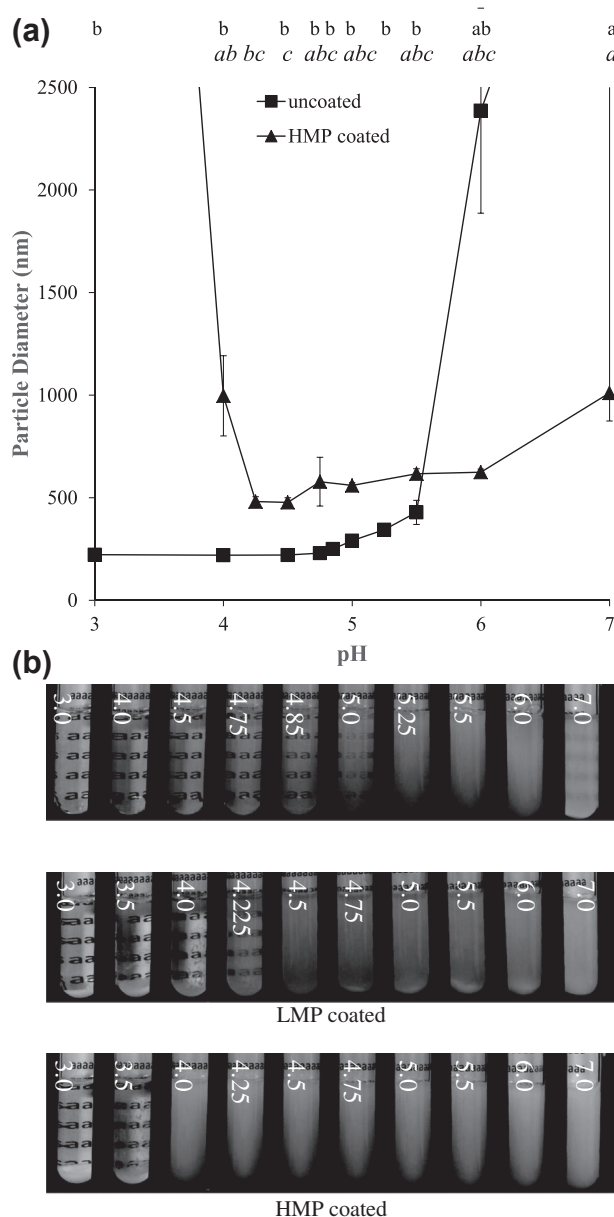 (a)
b b b b b b b b ab a
ab bc c abc abc abc abc a
2500
uncoated
HMP coated
2000
1500
1000
500
0
Particle Diameter (nm)
3 4 5 6 7
pH
(b)
aaaaa
3.0 4.0 4.5 4.75 4.85 5.0 5.25 5.5 6.0 7.0
3.0 3.5 4.0 4.225 4.5 4.75 5.0 5.5 6.0 7.0
LMP coated
3.0 3.5 4.0 4.25 4.5 4.75 5.0 5.5 6.0 7.0
HMP coated